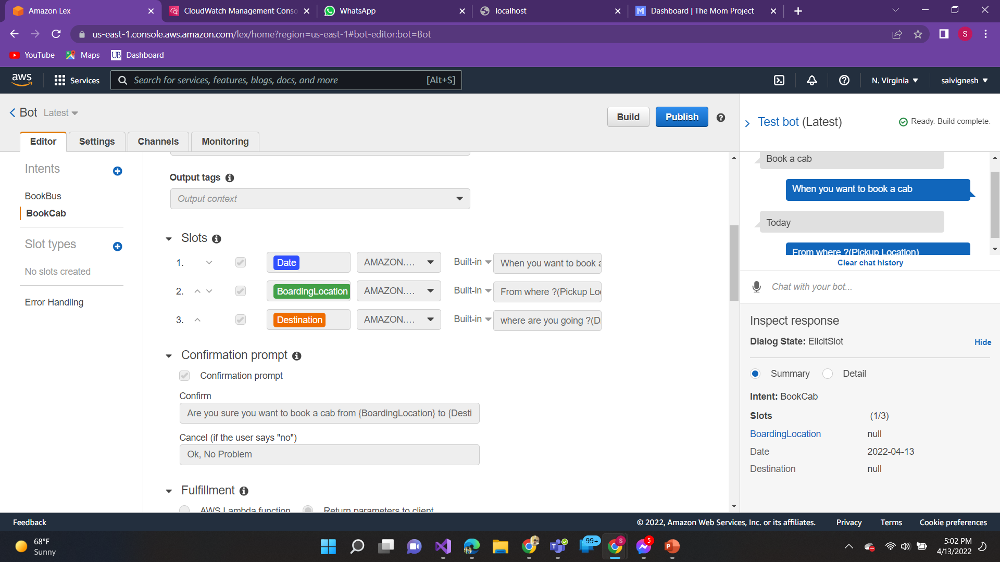 Amazon Lex
CloudWatch Management Conso
WhatsApp
localhost
Dashboard | The Mom Project
us-east-1.console.aws.amazon.com/lex/home?region=us-east-1#bot-editor:bot=Bot
S
YouTube
Maps
UB Dashboard
aws
Services
Search for services, features, blogs, docs, and more [Alt+S]
N. Virginia
saivignesh
Bot Latest
Build
Publish
Editor
Settings
Channels
Monitoring
Intents
BookBus
BookCab
Slot types
No slots created
Error Handling
Output tags
Output context
Slots
1. Date AMAZON.... Built-in When you want to book a
2. BoardingLocation AMAZON.... Built-in From where ?(Pickup Loc
3. Destination AMAZON.... Built-in where are you going ?(D
Confirmation prompt
Confirmation prompt
Confirm
Are you sure you want to book a cab from {BoardingLocation} to {Desti
Cancel (if the user says "no")
Ok, No Problem
Fulfillment
AWS Lambda function Return parameters to client
Test bot (Latest)
Ready. Build complete.
Book a cab
When you want to book a cab
Today
From where ?(Pickup Location)
Clear chat history
Chat with your bot...
Inspect response
Dialog State: ElicitSlot
Hide
Summary Detail
Intent: BookCab
Slots (1/3)
BoardingLocation null
Date 2022-04-13
Destination null
Feedback
© 2022, Amazon Web Services, Inc. or its affiliates.
Privacy
Terms
Cookie preferences
68°F
Sunny
99+
S
5
5:02 PM
4/13/2022